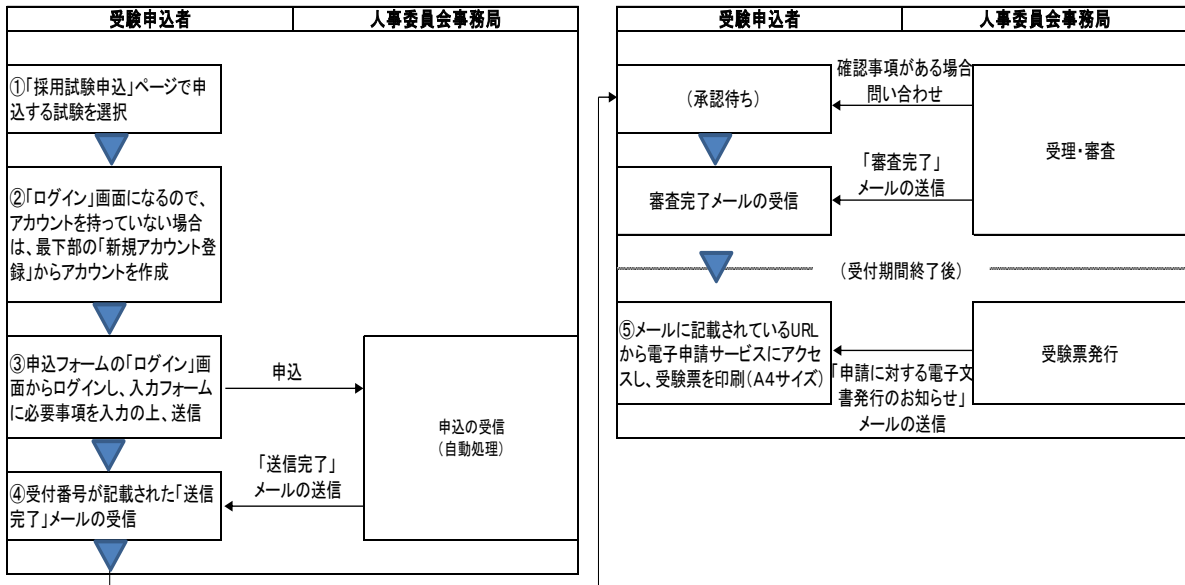 受験申込者
人事委員会事務局
①「採用試験申込」ページで申
込する試験を選択
②「ログイン」画面になるので、
アカウントを持っていない場合
は、最下部の「新規アカウント登
録」からアカウントを作成
③申込フォームの「ログイン」画
面からログインし、入力フォーム
に必要事項を入力の上、送信
申込
申込の受信
(自動処理)
「送信完了」
メールの送信
④受付番号が記載された「送信
完了」メールの受信
受験申込者
人事委員会事務局
(承認待ち)
確認事項がある場合
問い合わせ
受理・審査
「審査完了」
メールの送信
審査完了メールの受信
(受付期間終了後)
⑤メールに記載されているURL
から電子申請サービスにアクセ
スし、受験票を印刷(A4サイズ)
受験票発行
「申請に対する電子文
書発行のお知らせ」
メールの送信